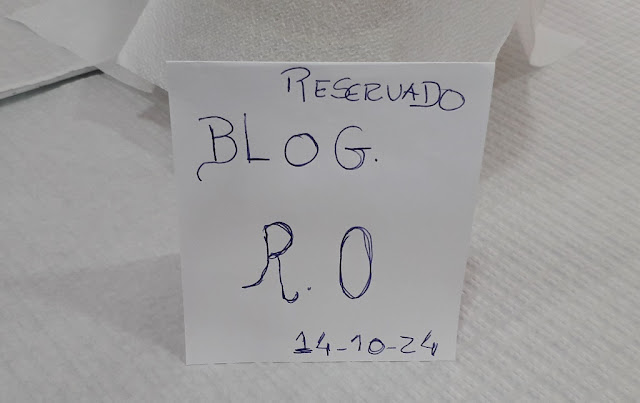 RESERVADO
BLOG.
R. O
14-10-24